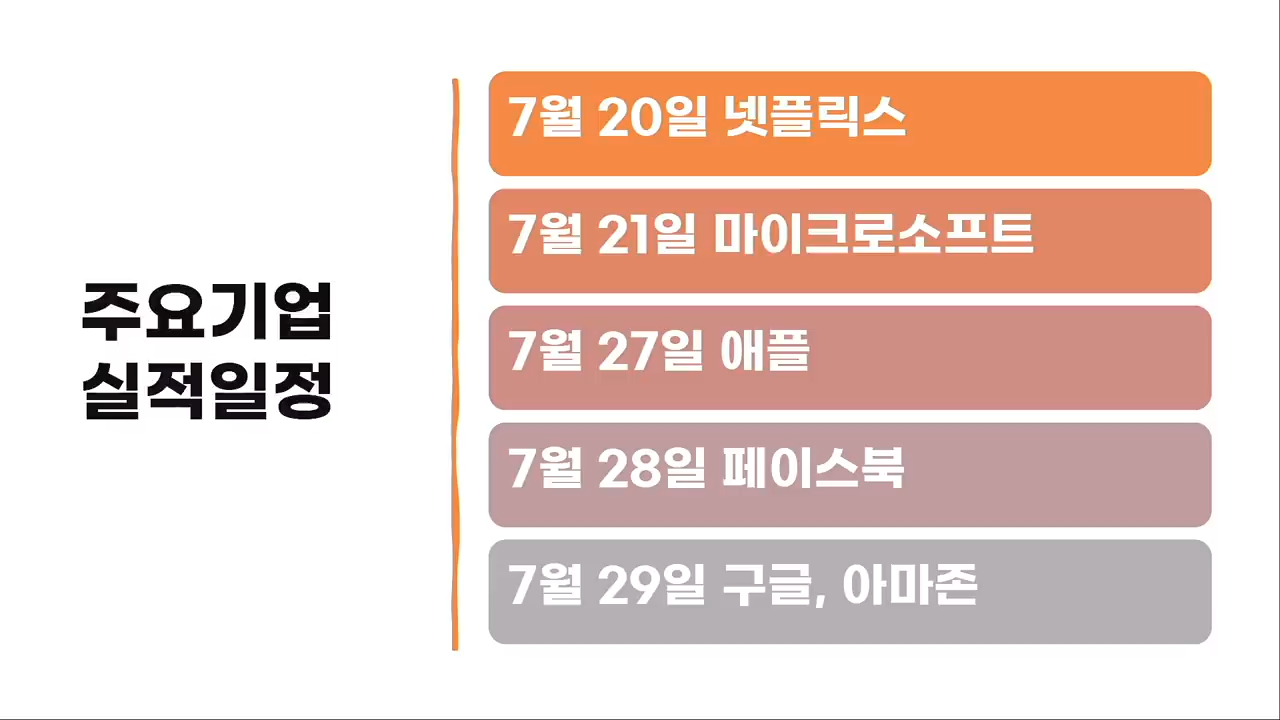 주요기업
실적일정
7월 20일 넷플릭스
7월 21일 마이크로소프트
7월 27일 애플
7월 28일 페이스북
7월 29일 구글, 아마존